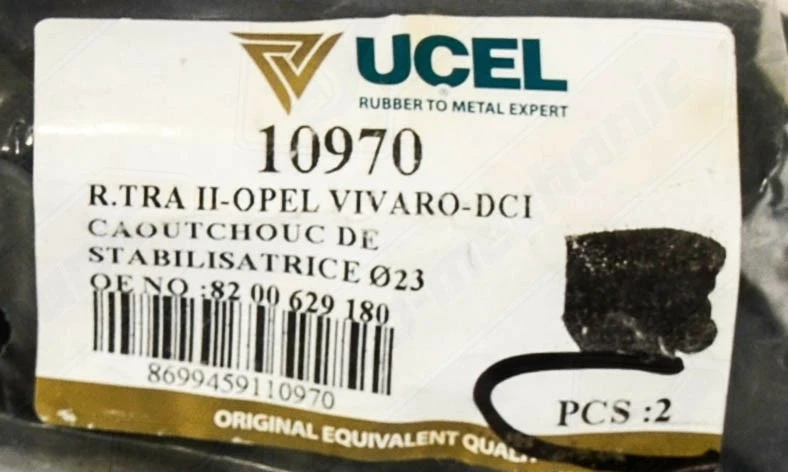 UCEL
®
RUBBER TO METAL EXPERT
10970
R.TRA II-OPEL VIVARO-DCI
CAOUTCHOUC DE
STABILISATRICE Ø23
OE NO :82 00 629 180
8699459110970
PCS :2
ORIGINAL EQUIVALENT